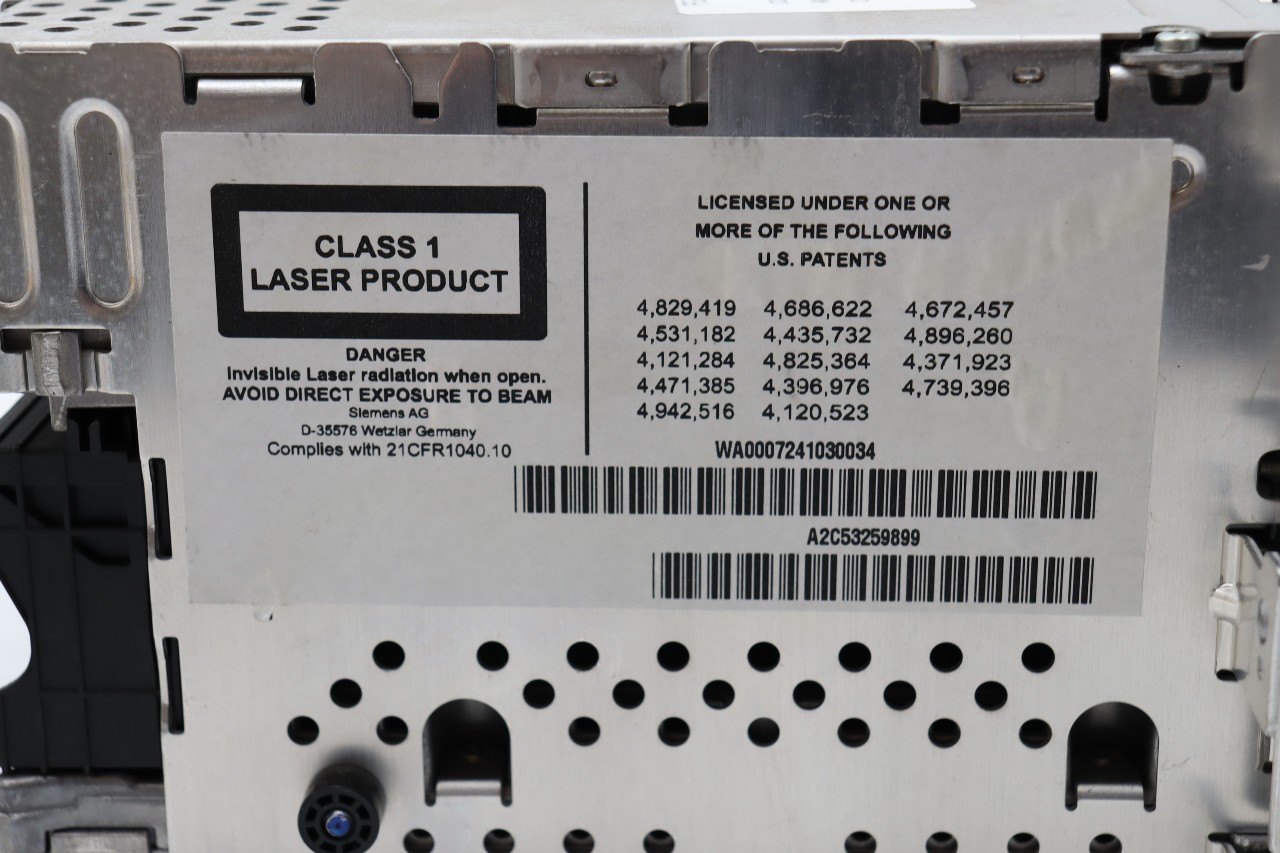 CLASS 1
LASER PRODUCT
DANGER
Invisible Laser radiation when open.
AVOID DIRECT EXPOSURE TO BEAM
Siemens AG
D-35576 Wetzlar Germany
Complies with 21CFR1040.10
LICENSED UNDER ONE OR
MORE OF THE FOLLOWING
U.S. PATENTS
4,829,419 4,686,622 4,672,457
4,531,182 4,435,732 4,896,260
4,121,284 4,825,364 4,371,923
4,471,385 4,396,976 4,739,396
4,942,516 4,120,523
WA0007241030034
A2C53259899